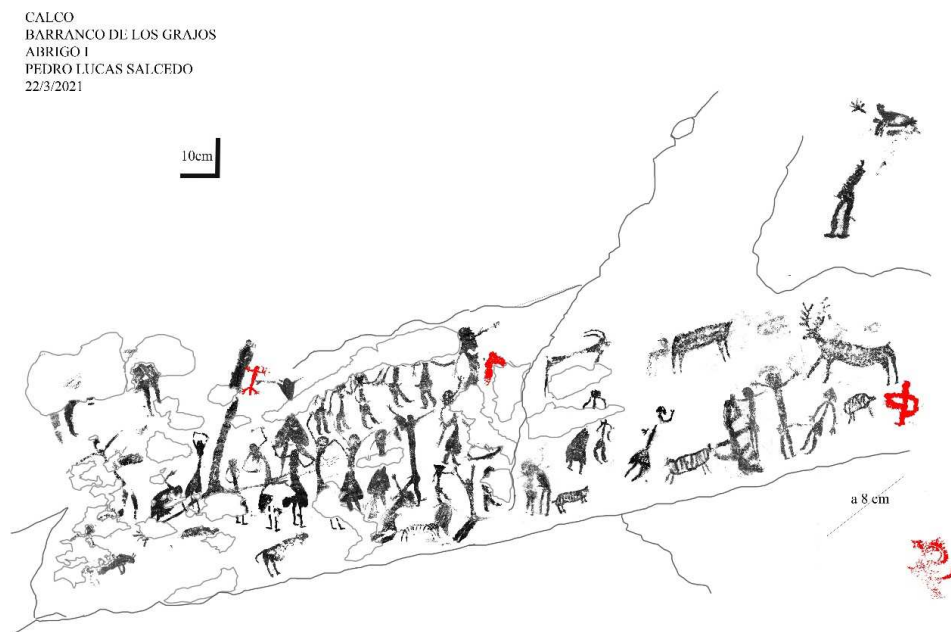 CALCO
BARRANCO DE LOS GRAJOS
ABRIGO I
PEDRO LUCAS SALCEDO
22/3/2021
10cm
a 8 cm